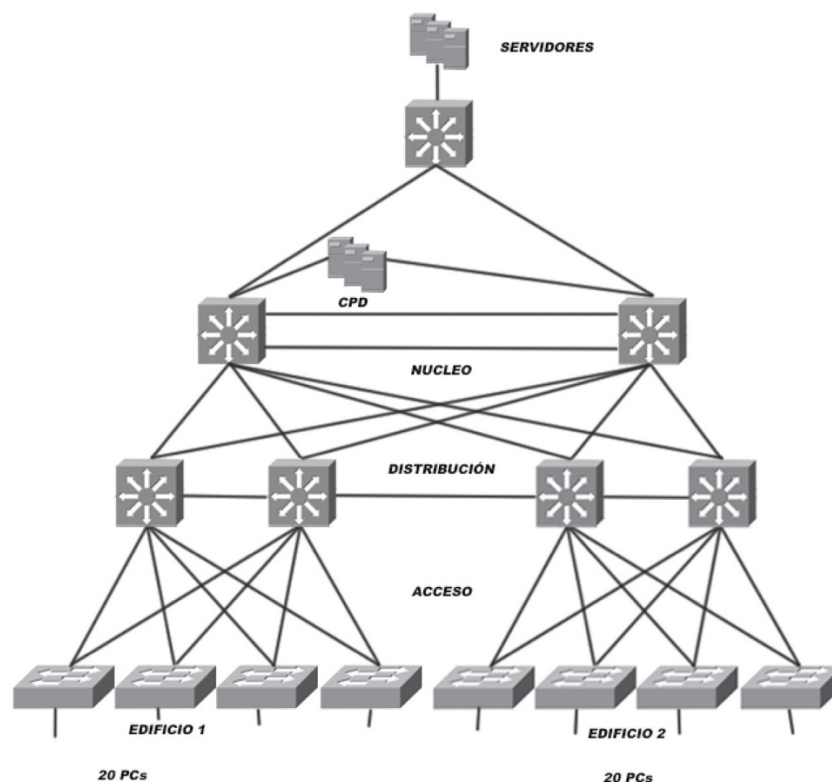 SERVIDORES
CPD
NUCLEO
DISTRIBUCIÓN
ACCESO
EDIFICIO 1
EDIFICIO 2
20 PCs
20 PCs